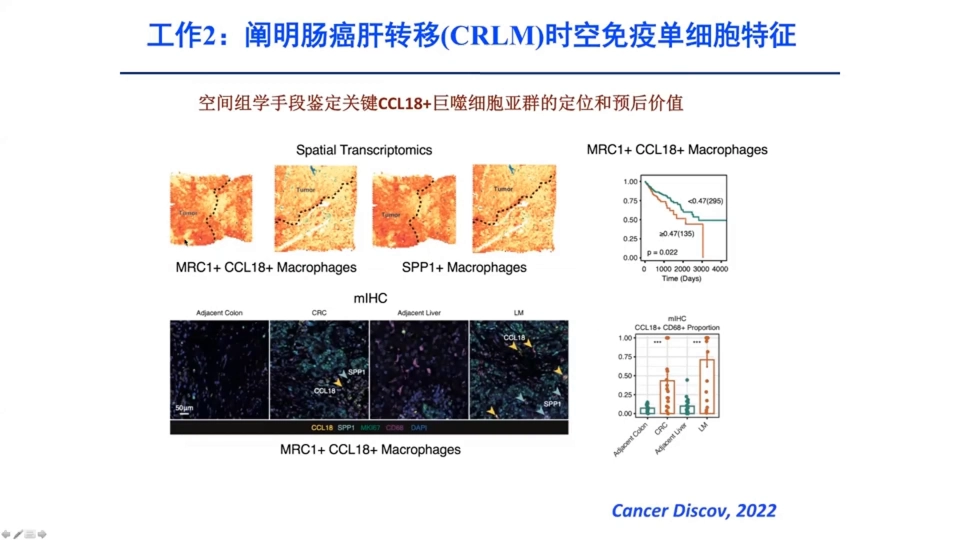 工作2：阐明肠癌肝转移(CRLM)时空免疫单细胞特征
空间组学手段鉴定关键CCL18+巨噬细胞亚群的定位和预后价值
Spatial Transcriptomics
Tumor
Tumor
Tumor
Tumor
MRC1+ CCL18+ Macrophages
SPP1+ Macrophages
MRC1+ CCL18+ Macrophages
1.00
0.75
0.50
0.25
0.00
<0.47(295)
≥0.47(135)
p = 0.022
0 1000 2000 3000 4000
Time (Days)
mIHC
Adjacent Colon
CRC
Adjacent Liver
LM
SPP1
CCL18
CCL18
SPP1
50μm
CCL18 SPP1 MKI67 CD68 DAPI
MRC1+ CCL18+ Macrophages
mIHC
CCL18+ CD68+ Proportion
1.00
0.75
0.50
0.25
0.00
***
***
Adjacent Colon
CRC
Adjacent Liver
LM
Cancer Discov, 2022